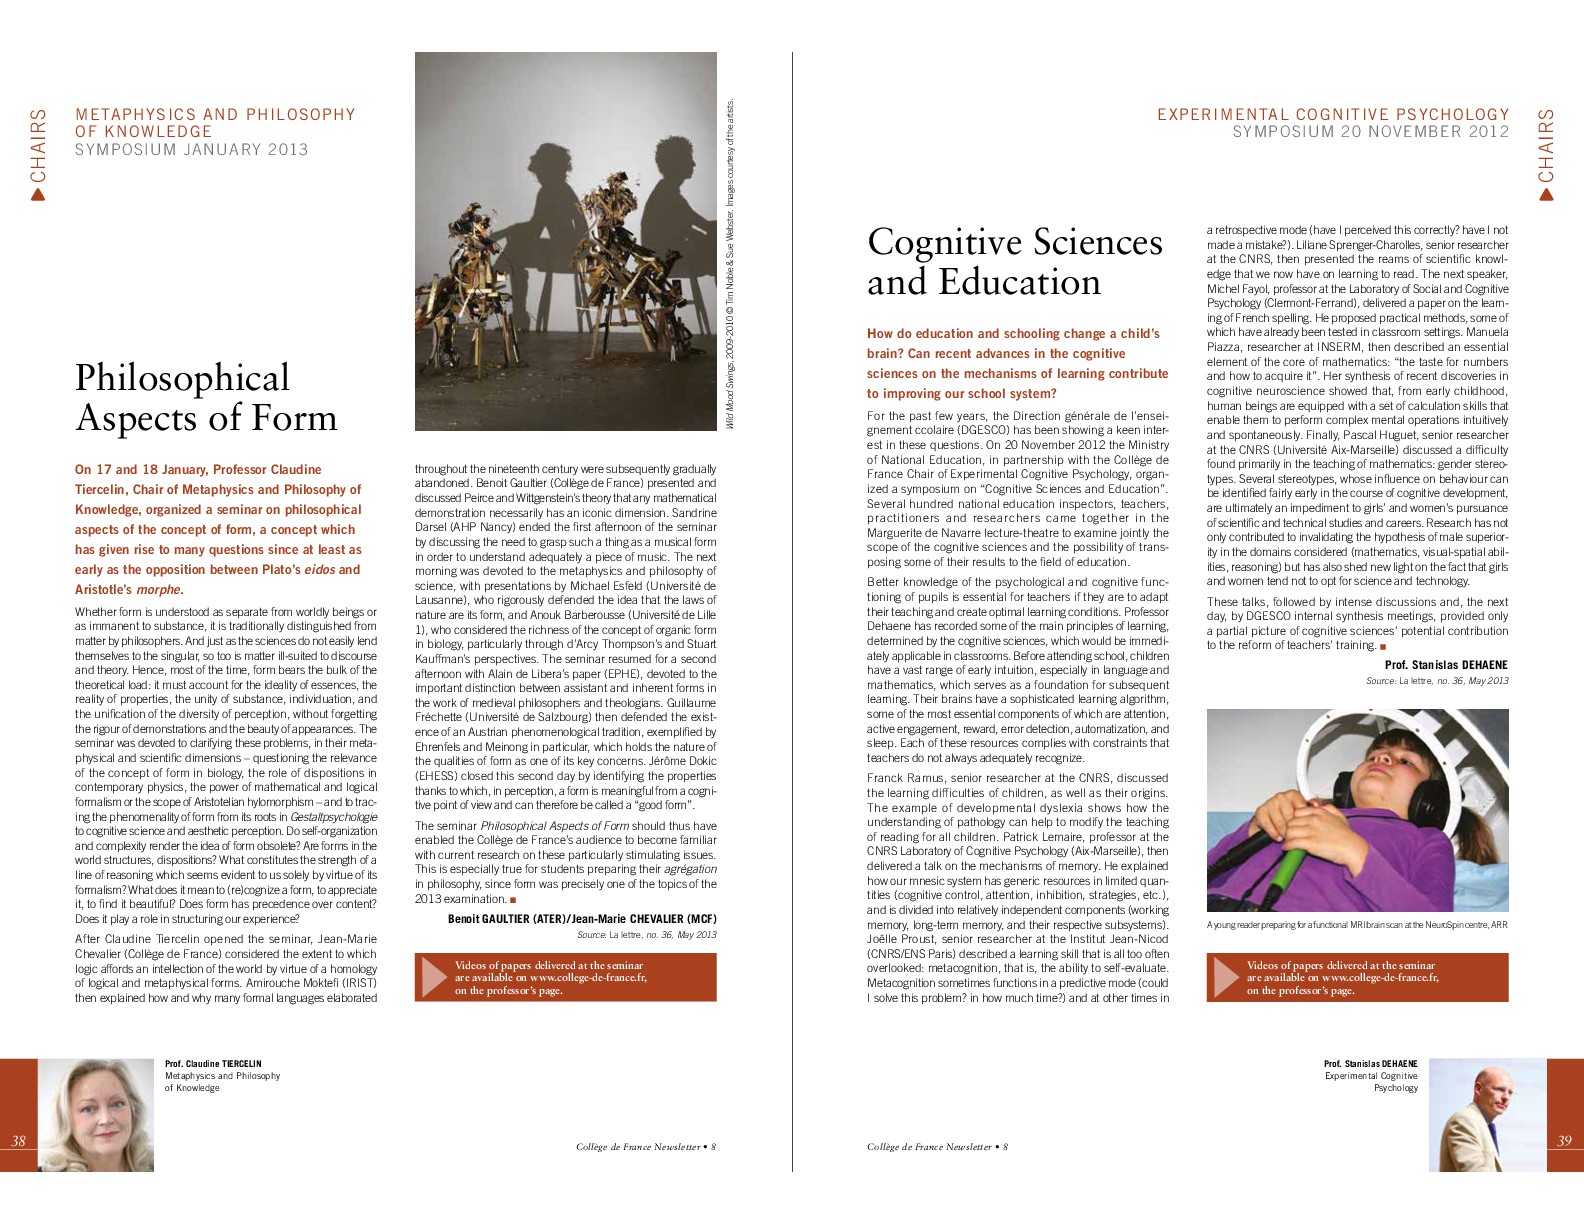 CHAIRS
METAPHYSICS AND PHILOSOPHY
OF KNOWLEDGE
SYMPOSIUM JANUARY 2013
Wild Mood Swings, 2009-2010 © Tim Noble & Sue Webster. Images courtesy of the artists.
Philosophical
Aspects of Form
On 17 and 18 January, Professor Claudine
Tiercelin, Chair of Metaphysics and Philosophy of
Knowledge, organized a seminar on philosophical
aspects of the concept of form, a concept which
has given rise to many questions since at least as
early as the opposition between Plato's eidos and
Aristotle's morphe.
Whether form is understood as separate from worldly beings or
as immanent to substance, it is traditionally distinguished from
matter by philosophers. And just as the sciences do not easily lend
themselves to the singular, so too is matter ill-suited to discourse
and theory. Hence, most of the time, form bears the bulk of the
theoretical load: it must account for the ideality of essences, the
reality of properties, the unity of substance, individuation, and
the unification of the diversity of perception, without forgetting
the rigour of demonstrations and the beauty of appearances. The
seminar was devoted to clarifying these problems, in their meta-
physical and scientific dimensions – questioning the relevance
of the concept of form in biology, the role of dispositions in
contemporary physics, the power of mathematical and logical
formalism or the scope of Aristotelian hylomorphism – and to trac-
ing the phenomenality of form from its roots in Gestaltpsychologie
to cognitive science and aesthetic perception. Do self-organization
and complexity render the idea of form obsolete? Are forms in the
world structures, dispositions? What constitutes the strength of a
line of reasoning which seems evident to us solely by virtue of its
formalism? What does it mean to (re)cognize a form, to appreciate
it, to find it beautiful? Does form has precedence over content?
Does it play a role in structuring our experience?
After Claudine Tiercelin opened the seminar, Jean-Marie
Chevalier (Collège de France) considered the extent to which
logic affords an intellection of the world by virtue of a homology
of logical and metaphysical forms. Amirouche Moktefi (IRIST)
then explained how and why many formal languages elaborated
throughout the nineteenth century were subsequently gradually
abandoned. Benoit Gaultier (Collège de France) presented and
discussed Peirce and Wittgenstein's theory that any mathematical
demonstration necessarily has an iconic dimension. Sandrine
Darsel (AHP Nancy) ended the first afternoon of the seminar
by discussing the need to grasp such a thing as a musical form
in order to understand adequately a piece of music. The next
morning was devoted to the metaphysics and philosophy of
science, with presentations by Michael Esfeld (Université de
Lausanne), who rigorously defended the idea that the laws of
nature are its form, and Anouk Barberousse (Université de Lille
1), who considered the richness of the concept of organic form
in biology, particularly through d'Arcy Thompson's and Stuart
Kauffman's perspectives. The seminar resumed for a second
afternoon with Alain de Libera's paper (EPHE), devoted to the
important distinction between assistant and inherent forms in
the work of medieval philosophers and theologians. Guillaume
Fréchette (Université de Salzbourg) then defended the exist-
ence of an Austrian phenomenological tradition, exemplified by
Ehrenfels and Meinong in particular, which holds the nature of
the qualities of form as one of its key concerns. Jérôme Dokic
(EHESS) closed this second day by identifying the properties
thanks to which, in perception, a form is meaningful from a cogni-
tive point of view and can therefore be called a "good form".
The seminar Philosophical Aspects of Form should thus have
enabled the Collège de France's audience to become familiar
with current research on these particularly stimulating issues.
This is especially true for students preparing their agrégation
in philosophy, since form was precisely one of the topics of the
2013 examination. ■
Benoit GAULTIER (ATER)/Jean-Marie CHEVALIER (MCF)
Source: La lettre, no. 36, May 2013
Videos of papers delivered at the seminar
are available on www.college-de-france.fr,
on the professor's page.
Prof. Claudine TIERCELIN
Metaphysics and Philosophy
of Knowledge
38
Collège de France Newsletter • 8
EXPERIMENTAL COGNITIVE PSYCHOLOGY
SYMPOSIUM 20 NOVEMBER 2012
CHAIRS
Cognitive Sciences
and Education
How do education and schooling change a child's
brain? Can recent advances in the cognitive
sciences on the mechanisms of learning contribute
to improving our school system?
For the past few years, the Direction générale de l'ensei-
gnement ccolaire (DGESCO) has been showing a keen inter-
est in these questions. On 20 November 2012 the Ministry
of National Education, in partnership with the Collège de
France Chair of Experimental Cognitive Psychology, organ-
ized a symposium on "Cognitive Sciences and Education".
Several hundred national education inspectors, teachers,
practitioners and researchers came together in the
Marguerite de Navarre lecture-theatre to examine jointly the
scope of the cognitive sciences and the possibility of trans-
posing some of their results to the field of education.
Better knowledge of the psychological and cognitive func-
tioning of pupils is essential for teachers if they are to adapt
their teaching and create optimal learning conditions. Professor
Dehaene has recorded some of the main principles of learning,
determined by the cognitive sciences, which would be immedi-
ately applicable in classrooms. Before attending school, children
have a vast range of early intuition, especially in language and
mathematics, which serves as a foundation for subsequent
learning. Their brains have a sophisticated learning algorithm,
some of the most essential components of which are attention,
active engagement, reward, error detection, automatization, and
sleep. Each of these resources complies with constraints that
teachers do not always adequately recognize.
Franck Ramus, senior researcher at the CNRS, discussed
the learning difficulties of children, as well as their origins.
The example of developmental dyslexia shows how the
understanding of pathology can help to modify the teaching
of reading for all children. Patrick Lemaire, professor at the
CNRS Laboratory of Cognitive Psychology (Aix-Marseille), then
delivered a talk on the mechanisms of memory. He explained
how our mnesic system has generic resources in limited quan-
tities (cognitive control, attention, inhibition, strategies, etc.),
and is divided into relatively independent components (working
memory, long-term memory, and their respective subsystems).
Joëlle Proust, senior researcher at the Institut Jean-Nicod
(CNRS/ENS Paris) described a learning skill that is all too often
overlooked: metacognition, that is, the ability to self-evaluate.
Metacognition sometimes functions in a predictive mode (could
I solve this problem? in how much time?) and at other times in
a retrospective mode (have I perceived this correctly? have I not
made a mistake?). Liliane Sprenger-Charolles, senior researcher
at the CNRS, then presented the reams of scientific knowl-
edge that we now have on learning to read. The next speaker,
Michel Fayol, professor at the Laboratory of Social and Cognitive
Psychology (Clermont-Ferrand), delivered a paper on the learn-
ing of French spelling. He proposed practical methods, some of
which have already been tested in classroom settings. Manuela
Piazza, researcher at INSERM, then described an essential
element of the core of mathematics: "the taste for numbers
and how to acquire it". Her synthesis of recent discoveries in
cognitive neuroscience showed that, from early childhood,
human beings are equipped with a set of calculation skills that
enable them to perform complex mental operations intuitively
and spontaneously. Finally, Pascal Huguet, senior researcher
at the CNRS (Université Aix-Marseille) discussed a difficulty
found primarily in the teaching of mathematics: gender stereo-
types. Several stereotypes, whose influence on behaviour can
be identified fairly early in the course of cognitive development,
are ultimately an impediment to girls' and women's pursuance
of scientific and technical studies and careers. Research has not
only contributed to invalidating the hypothesis of male superior-
ity in the domains considered (mathematics, visual-spatial abil-
ities, reasoning) but has also shed new light on the fact that girls
and women tend not to opt for science and technology.
These talks, followed by intense discussions and, the next
day, by DGESCO internal synthesis meetings, provided only
a partial picture of cognitive sciences' potential contribution
to the reform of teachers' training. ■
Prof. Stanislas DEHAENE
Source: La lettre, no. 36, May 2013
A young reader preparing for a functional MRI brain scan at the NeuroSpin centre, ARR
Videos of papers delivered at the seminar
are available on www.college-de-france.fr,
on the professor's page.
Prof. Stanislas DEHAENE
Experimental Cognitive
Psychology
Collège de France Newsletter • 8
39